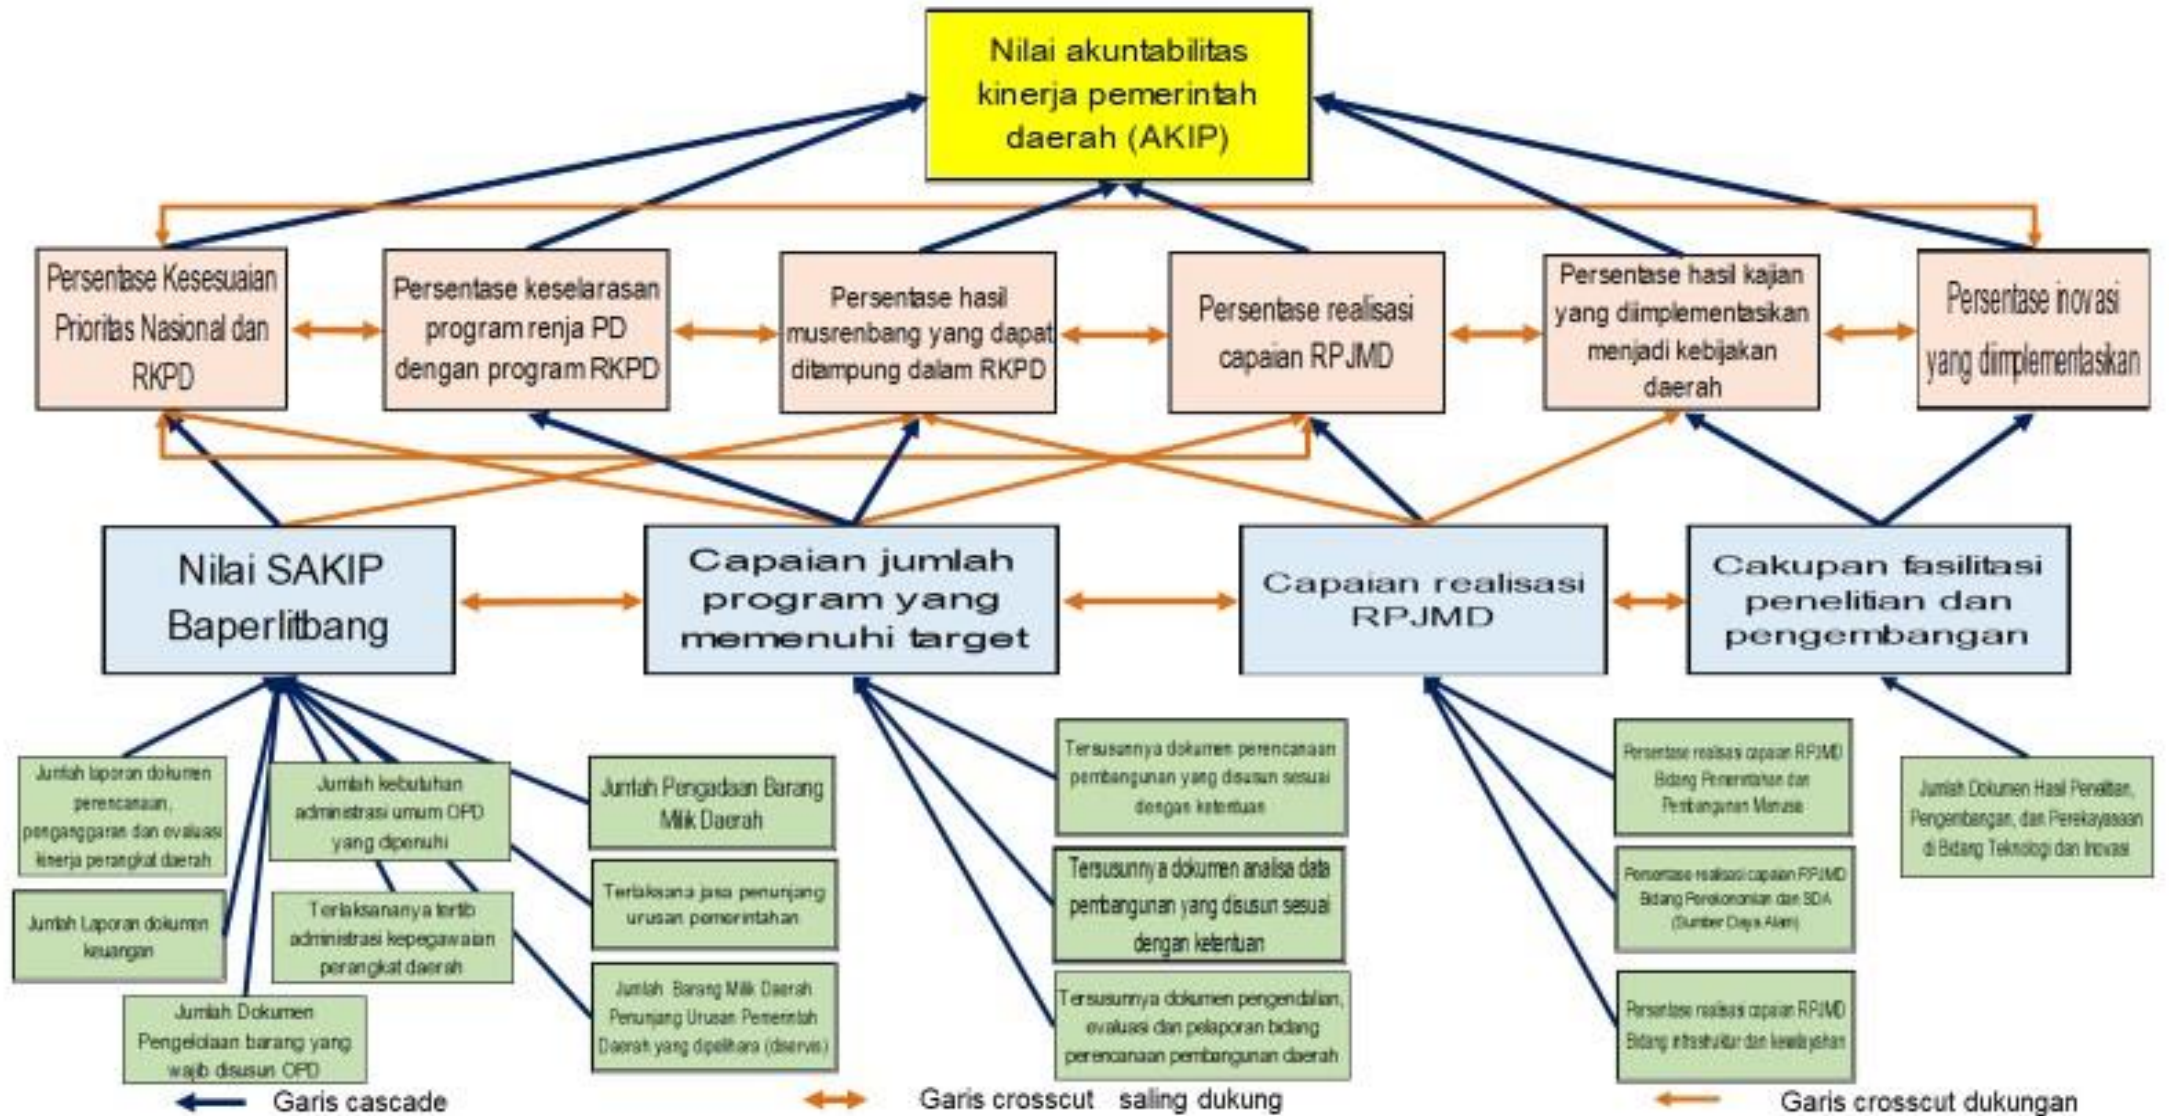 Nilai akuntabilitas
kinerja pemerintah
daerah (AKIP)
Persentase Kesesuaian
Prioritas Nasional dan
RKPD
Persentase keselarasan
program renja PD
dengan program RKPD
Persentase hasil
musrenbang yang dapat
ditampung dalam RKPD
Persentase realisasi
capaian RPJMD
Persentase hasil kajian
yang diimplementasikan
menjadi kebijakan
daerah
Persentase inovasi
yang diimplementasikan
Nilai SAKIP
Baperlitbang
Capaian jumlah
program yang
memenuhi target
Capaian realisasi
RPJMD
Cakupan fasilitasi
penelitian dan
pengembangan
Jumlah laporan dokumen
perencanaan,
penganggaran dan evaluasi
kinerja perangkat daerah
Jumlah kebutuhan
administrasi umum OPD
yang dipenuhi
Jumlah Pengadaan Barang
Milik Daerah
Jumlah Laporan dokumen
keuangan
Terlaksananya tertib
administrasi kepegawaian
perangkat daerah
Terlaksana jasa penunjang
urusan pemerintahan
Jumlah Dokumen
Pengelolaan barang yang
wajib disusun OPD
Jumlah Barang Milik Daerah
Penunjang Urusan Pemerintah
Daerah yang dipelihara (diservis)
Tersusunnya dokumen perencanaan
pembangunan yang disusun sesuai
dengan ketentuan
Tersusunnya dokumen analisa data
pembangunan yang disusun sesuai
dengan ketentuan
Tersusunnya dokumen pengendalian,
evaluasi dan pelaporan bidang
perencanaan pembangunan daerah
Persentase realisasi capaian RPJMD
Bidang Pemerintahan dan
Pembangunan Manusia
Persentase realisasi capaian RPJMD
Bidang Perekonomian dan SDA
(Sumber Daya Alam)
Persentase realisasi capaian RPJMD
Bidang infrastruktur dan kewilayahan
Jumlah Dokumen Hasil Penelitian,
Pengembangan, dan Perekayasaan
di Bidang Teknologi dan Inovasi
Garis cascade
Garis crosscut saling dukung
Garis crosscut dukungan